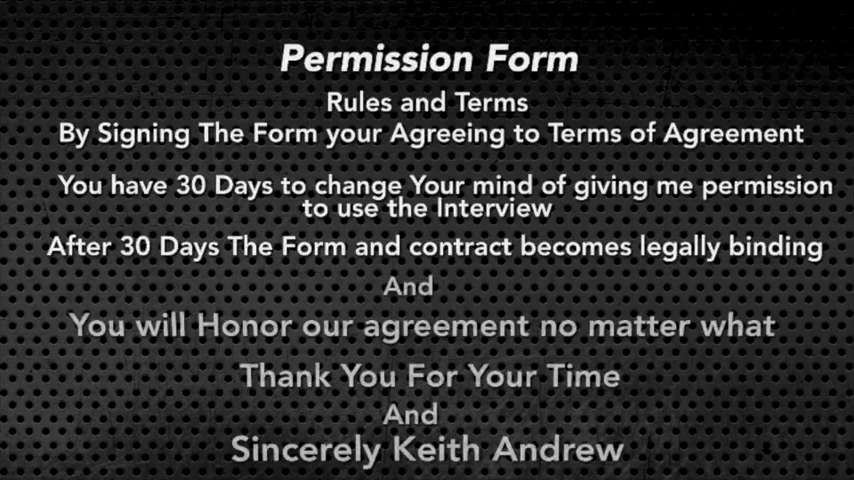 Permission Form
Rules and Terms
By Signing The Form your Agreeing to Terms of Agreement
You have 30 Days to change Your mind of giving me permission
to use the Interview
After 30 Days The Form and contract becomes legally binding
And
You will Honor our agreement no matter what
Thank You For Your Time
And
Sincerely Keith Andrew